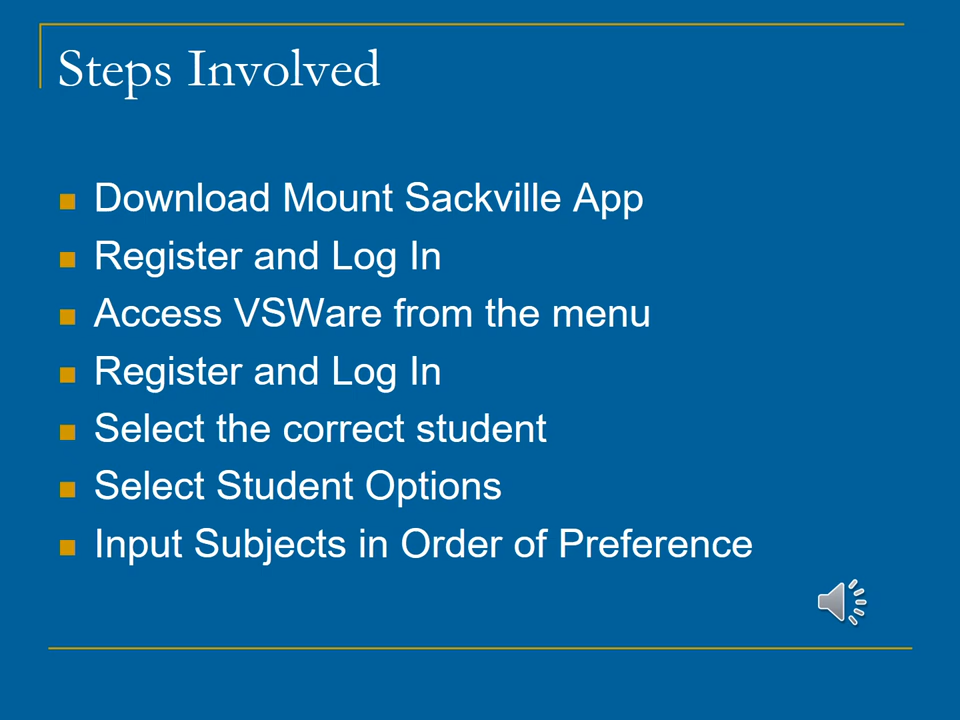 Steps Involved
Download Mount Sackville App
Register and Log In
Access VSWare from the menu
Register and Log In
Select the correct student
Select Student Options
Input Subjects in Order of Preference